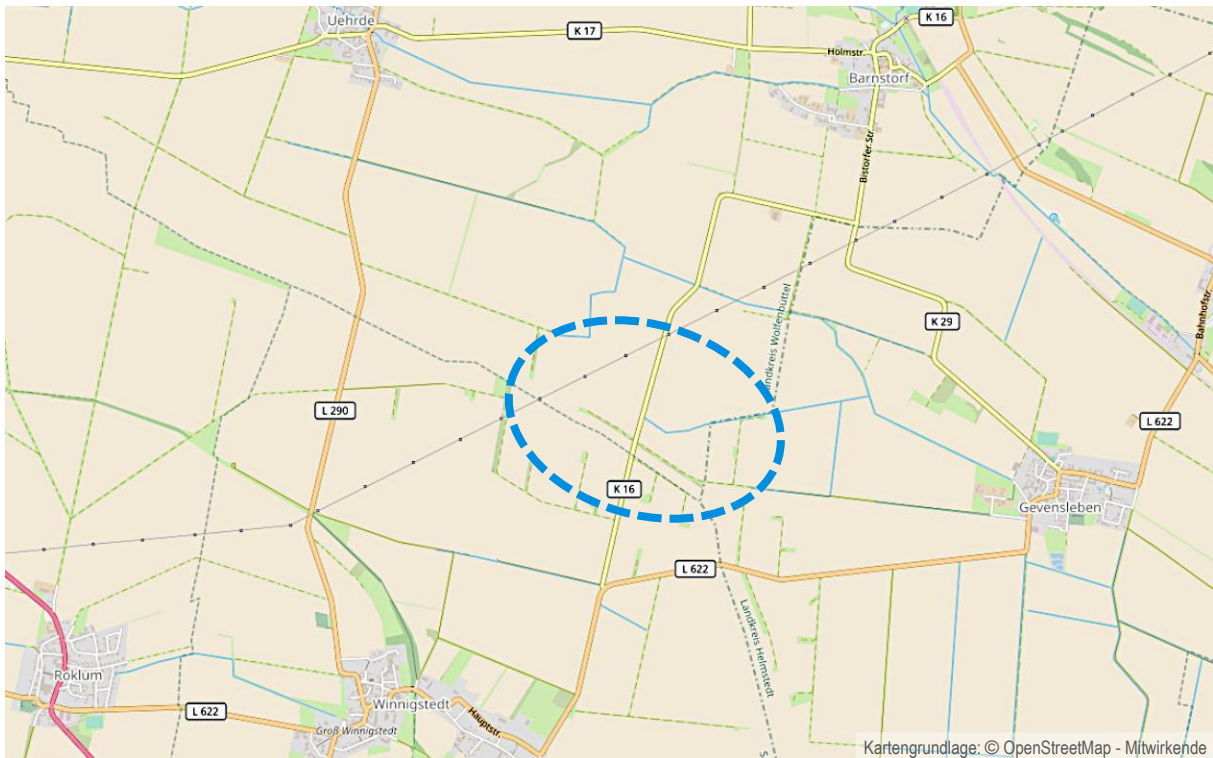 Uehrde
K 16
K 17
Holmstr.
Barnstorf
Bistorfer Str.
Landkreis Wolfenbüttel
K 29
Bahnhofstr.
L 290
L 622
K 16
Gevensleben
L 622
Landkreis Helmstedt
Roklum
L 622
Winnigstedt
Groß Winnigstedt
Hauptstr.
Kartengrundlage: © OpenStreetMap - Mitwirkende